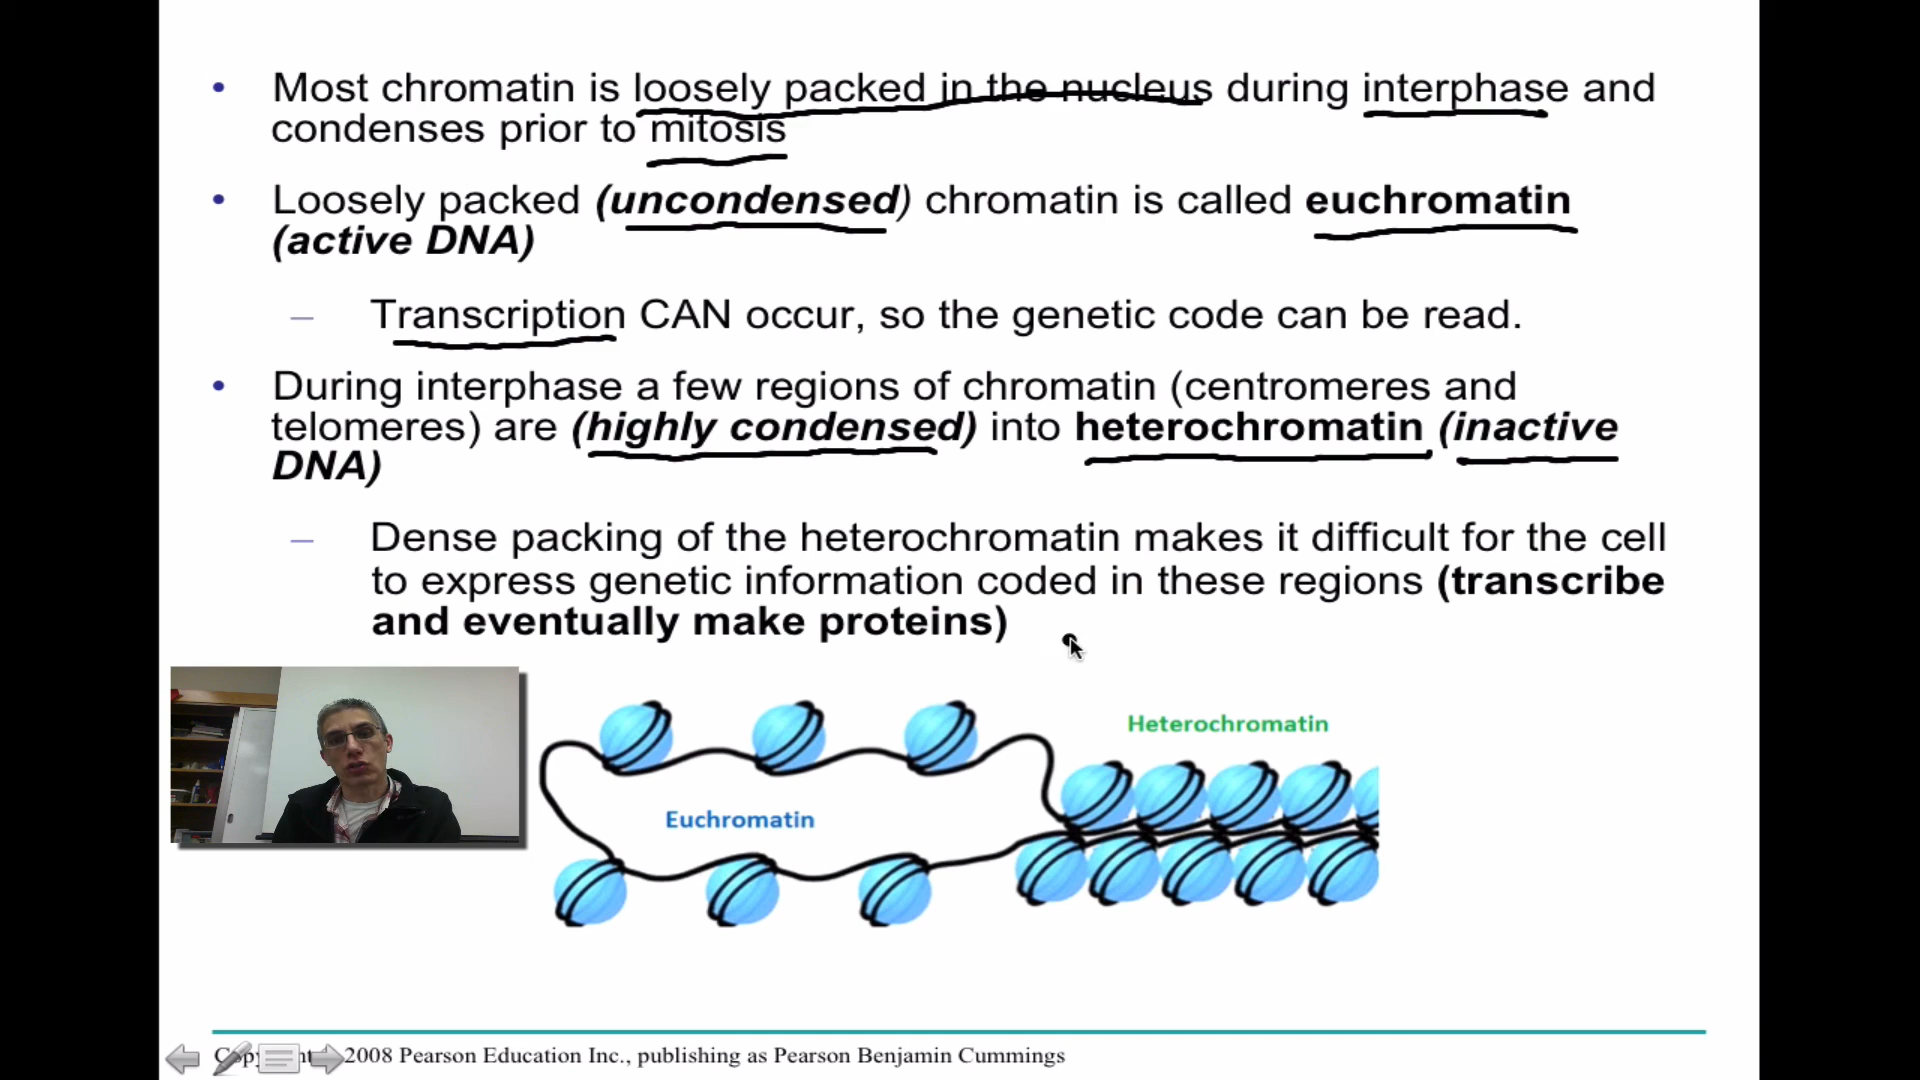 • Most chromatin is loosely packed in the nucleus during interphase and
condenses prior to mitosis
• Loosely packed (uncondensed) chromatin is called euchromatin
(active DNA)
– Transcription CAN occur, so the genetic code can be read.
• During interphase a few regions of chromatin (centromeres and
telomeres) are (highly condensed) into heterochromatin (inactive
DNA)
– Dense packing of the heterochromatin makes it difficult for the cell
to express genetic information coded in these regions (transcribe
and eventually make proteins)
Heterochromatin
Euchromatin
2008 Pearson Education Inc., publishing as Pearson Benjamin Cummings